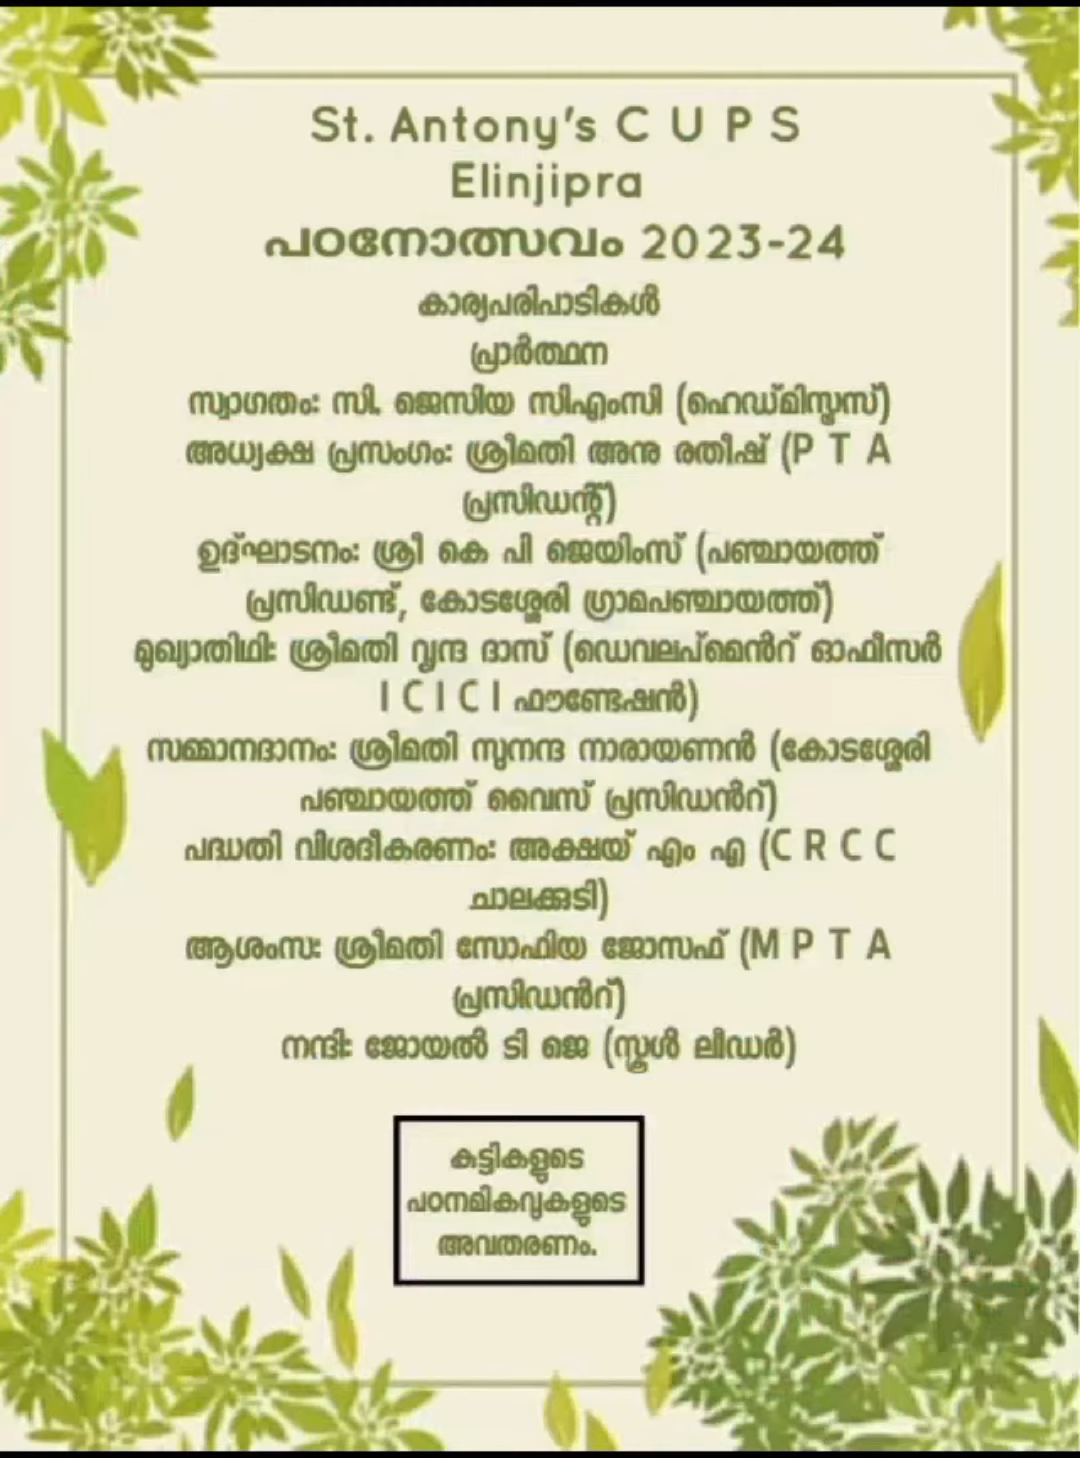 St. Antony's C U P S
Elinjipra
പഠനോത്സവം 2023-24
കാര്യപരിപാടികൾ
പ്രാർത്ഥന
സ്വാഗതം: സി. ജെസിയ സിഎംസി (ഹെഡ്മിസ്ട്രസ്)
അധ്യക്ഷ പ്രസംഗം: ശ്രീമതി അനു രതീഷ് (P T A
പ്രസിഡന്റ്)
ഉദ്ഘാടനം: ശ്രീ കെ പി ജെയിംസ് (പഞ്ചായത്ത്
പ്രസിഡണ്ട്, കോടശ്ശേരി ഗ്രാമപഞ്ചായത്ത്)
മുഖ്യാതിഥി: ശ്രീമതി വൃന്ദ ദാസ് (ഡെവലപ്മെൻറ് ഓഫീസർ
I C I C I ഫൗണ്ടേഷൻ)
സമ്മാനദാനം: ശ്രീമതി സുനന്ദ നാരായണൻ (കോടശ്ശേരി
പഞ്ചായത്ത് വൈസ് പ്രസിഡൻറ്)
പദ്ധതി വിശദീകരണം: അക്ഷയ് എം എ (C R C C
ചാലക്കുടി)
ആശംസ: ശ്രീമതി സോഫിയ ജോസഫ് (M P T A
പ്രസിഡൻറ്)
നന്ദി: ജോയൽ ടി ജെ (സ്കൂൾ ലീഡർ)
കുട്ടികളുടെ
പഠനമികവുകളുടെ
അവതരണം.